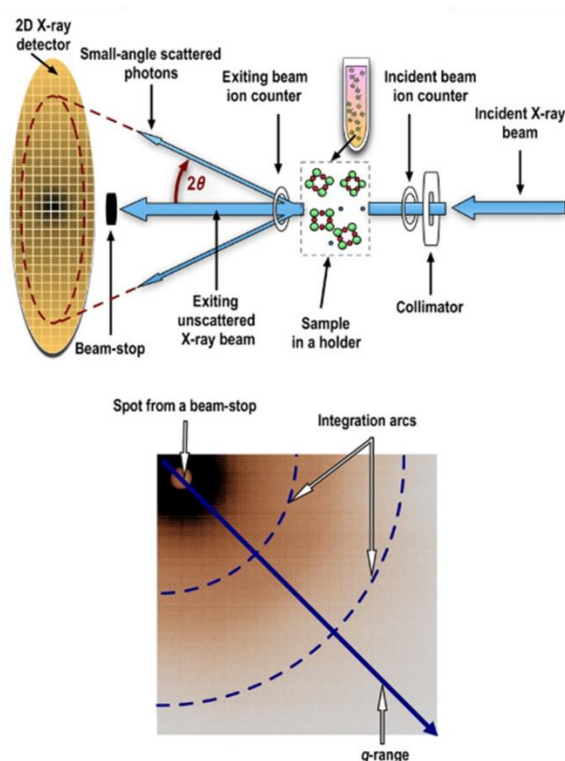 2D X-ray
detector
Small-angle scattered
photons
Exiting beam
ion counter
Incident beam
ion counter
Incident X-ray
beam
2θ
Beam-stop
Exiting
unscattered
X-ray beam
Sample
in a holder
Collimator
Spot from a beam-stop
Integration arcs
q-range